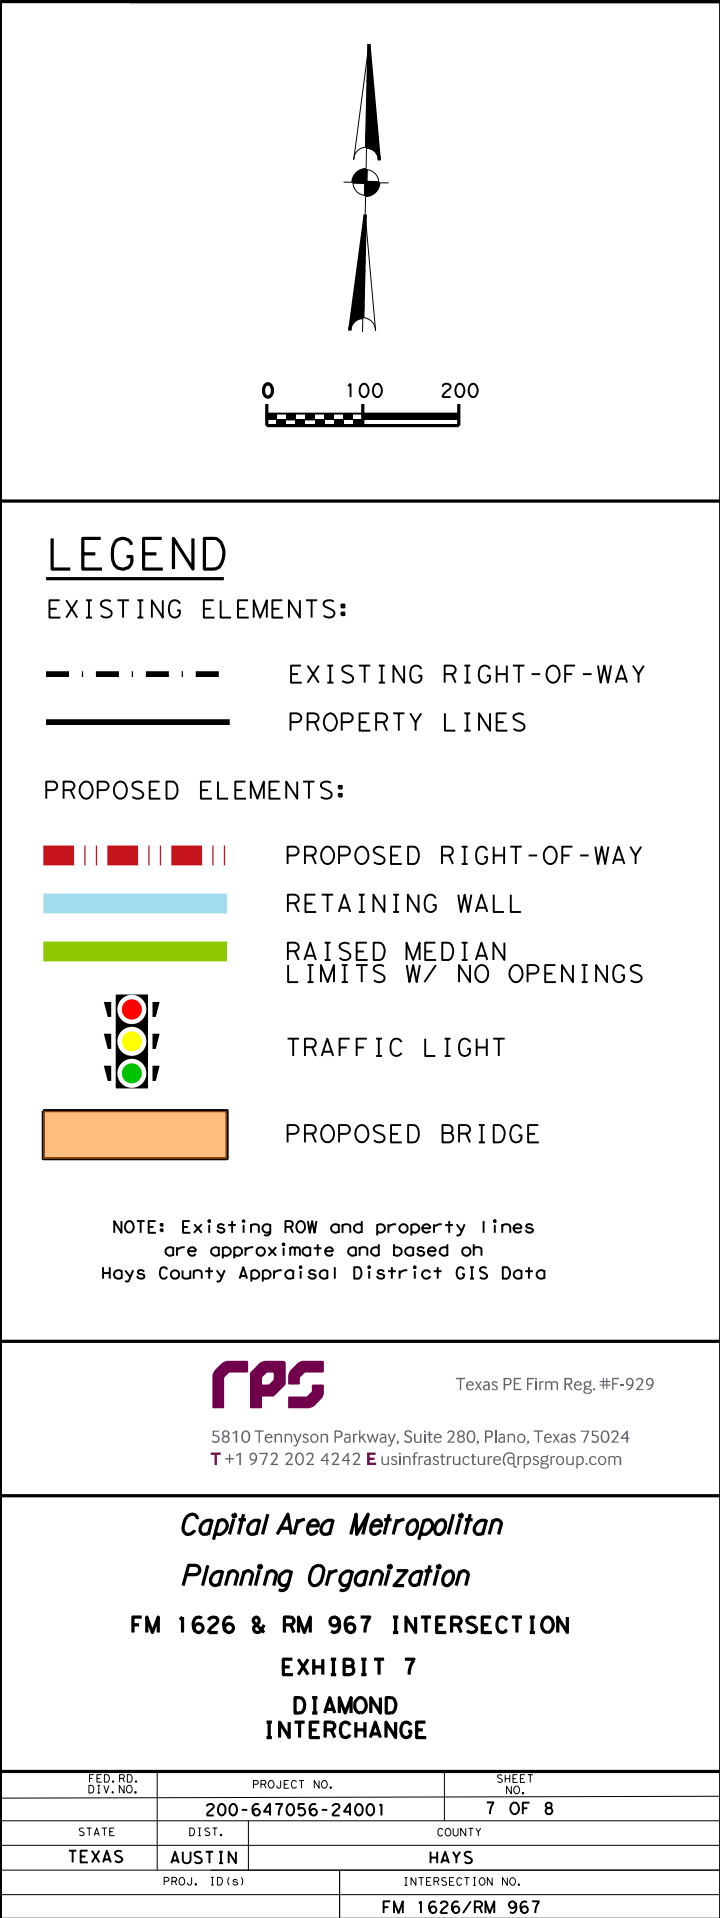 0 100 200
LEGEND
EXISTING ELEMENTS:
EXISTING RIGHT-OF-WAY
PROPERTY LINES
PROPOSED ELEMENTS:
PROPOSED RIGHT-OF-WAY
RETAINING WALL
RAISED MEDIAN
LIMITS W/ NO OPENINGS
TRAFFIC LIGHT
PROPOSED BRIDGE
NOTE: Existing ROW and property lines
are approximate and based oh
Hays County Appraisal District GIS Data
rps
Texas PE Firm Reg. #F-929
5810 Tennyson Parkway, Suite 280, Plano, Texas 75024
T +1 972 202 4242 E usinfrastructure@rpsgroup.com
Capital Area Metropolitan
Planning Organization
FM 1626 & RM 967 INTERSECTION
EXHIBIT 7
DIAMOND
INTERCHANGE
FED.RD.
DIV.NO.
PROJECT NO.
SHEET
NO.
200-647056-24001
7 OF 8
STATE
DIST.
COUNTY
TEXAS
AUSTIN
HAYS
PROJ. ID(s)
INTERSECTION NO.
FM 1626/RM 967